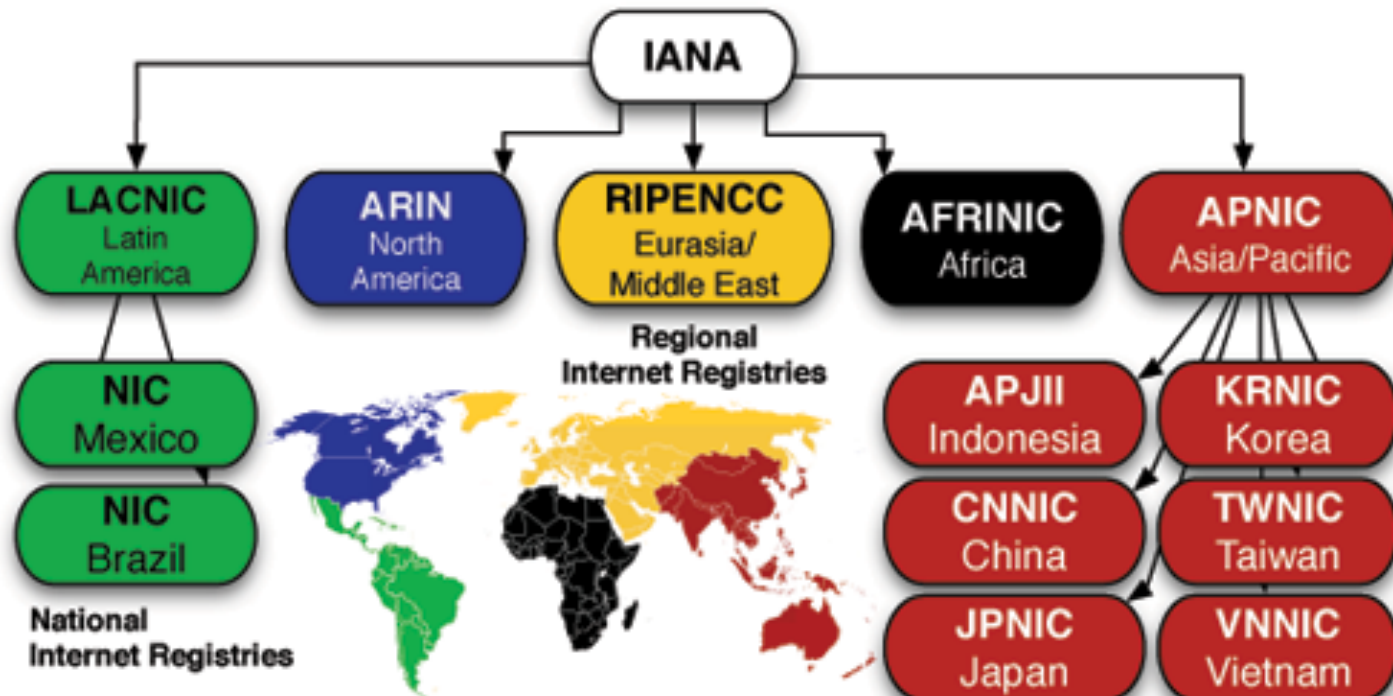 IANA
LACNIC
Latin
America
ARIN
North
America
RIPENCC
Eurasia/
Middle East
AFRINIC
Africa
APNIC
Asia/Pacific
Regional
Internet Registries
NIC
Mexico
NIC
Brazil
National
Internet Registries
APJII
Indonesia
KRNIC
Korea
CNNIC
China
TWNIC
Taiwan
JPNIC
Japan
VNNIC
Vietnam